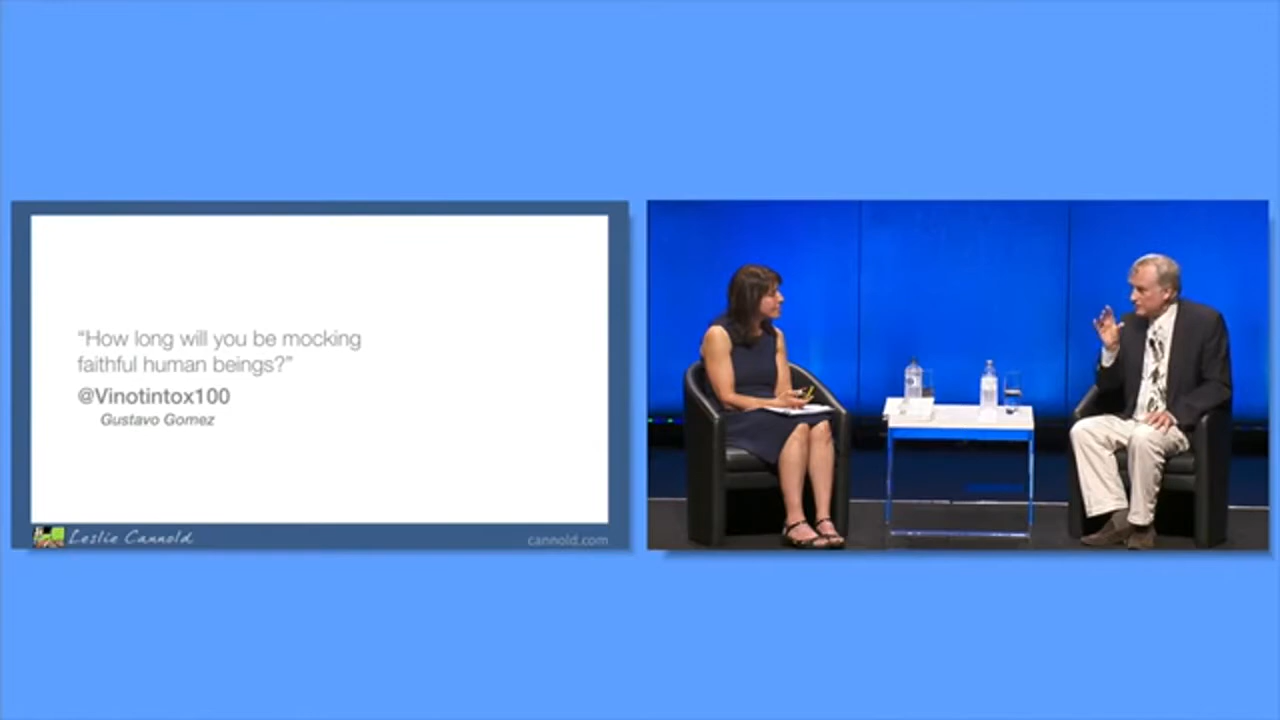 “How long will you be mocking
faithful human beings?”
@Vinotintox100
Gustavo Gomez
Leslie Cannold
cannold.com